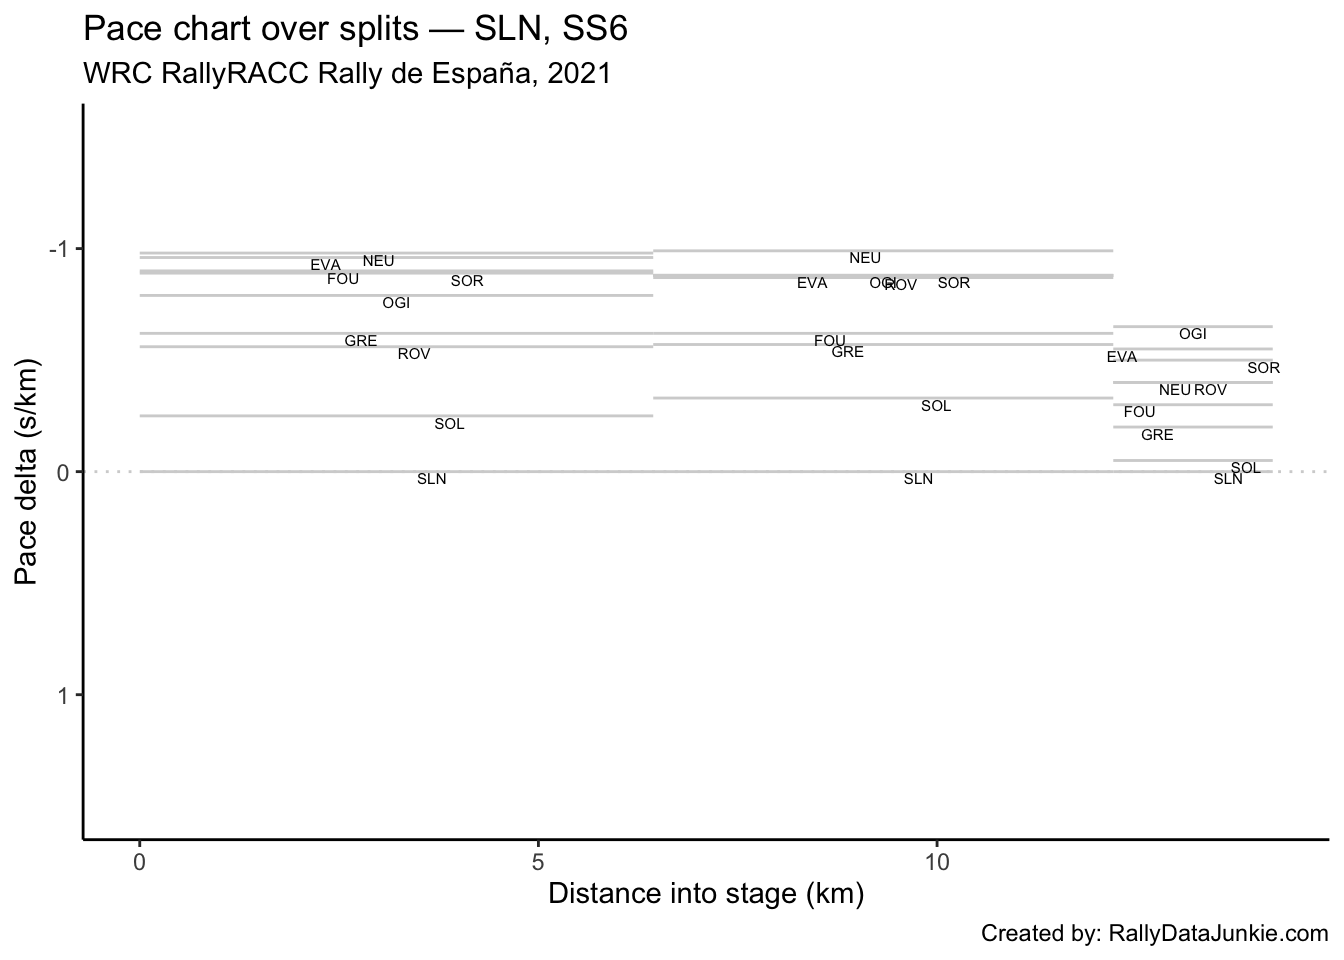 Pace chart over splits — SLN, SS6
WRC RallyRACC Rally de España, 2021
-1
0
1
Pace delta (s/km)
NEU
EVA
FOU
SOR
OGI
GRE
ROV
SOL
SLN
NEU
EVA
OGI
ROV
SOR
FOU
GRE
SOL
SLN
OGI
EVA
SOR
NEU ROV
FOU
GRE
SOL
SLN
0 5 10
Distance into stage (km)
Created by: RallyDataJunkie.com